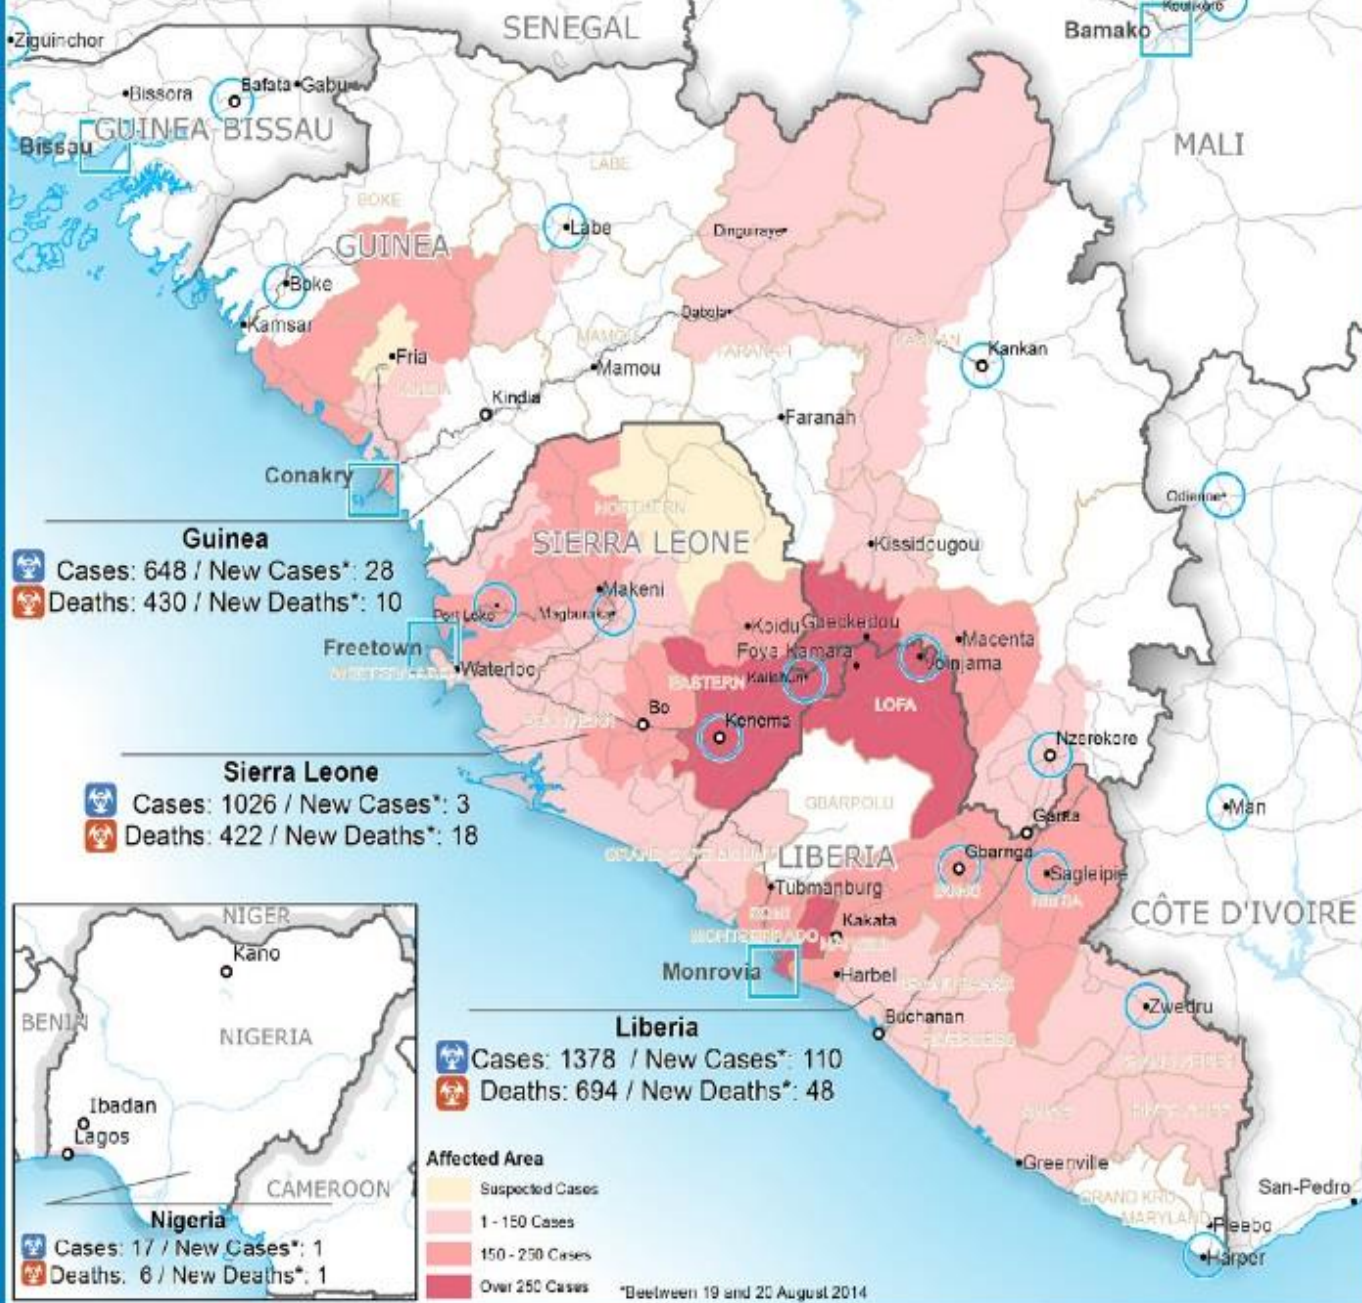 SENEGAL
Bamako
Ziguinchor
Bissora
Bafata
Gabu
GUINEA-BISSAU
Bissau
MALI
LABE
BOKE
Labe
Dinguiraye
GUINEA
Boke
Kamsar
Dabola
Fria
Mamou
Kankan
Kindia
Faranah
Conakry
Odienne
NORTHERN
SIERRA LEONE
Kissidougou
Guinea
Cases: 648 / New Cases*: 28
Deaths: 430 / New Deaths*: 10
Makeni
Port Loko
Magburaka
Koidu
Gueckedou
Macenta
Freetown
Foya Kamara
Voinjama
Waterloo
EASTERN
Kailahun
LOFA
Bo
Kenema
Nzerekore
Sierra Leone
Cases: 1026 / New Cases*: 3
Deaths: 422 / New Deaths*: 18
GBARPOLU
Man
Ganta
LIBERIA
Gbarnga
Sagleipie
Tubmanburg
CÔTE D'IVOIRE
Kakata
Monrovia
Harbel
Zwedru
Buchanan
Liberia
Cases: 1378 / New Cases*: 110
Deaths: 694 / New Deaths*: 48
NIGER
Kano
BENIN
NIGERIA
Ibadan
Lagos
CAMEROON
Nigeria
Cases: 17 / New Cases*: 1
Deaths: 6 / New Deaths*: 1
Affected Area
Suspected Cases
1 - 150 Cases
150 - 250 Cases
Over 250 Cases
*Beetween 19 and 20 August 2014
Greenville
GRAND KRU
MARYLAND
San-Pedro
Pleebo
Harper